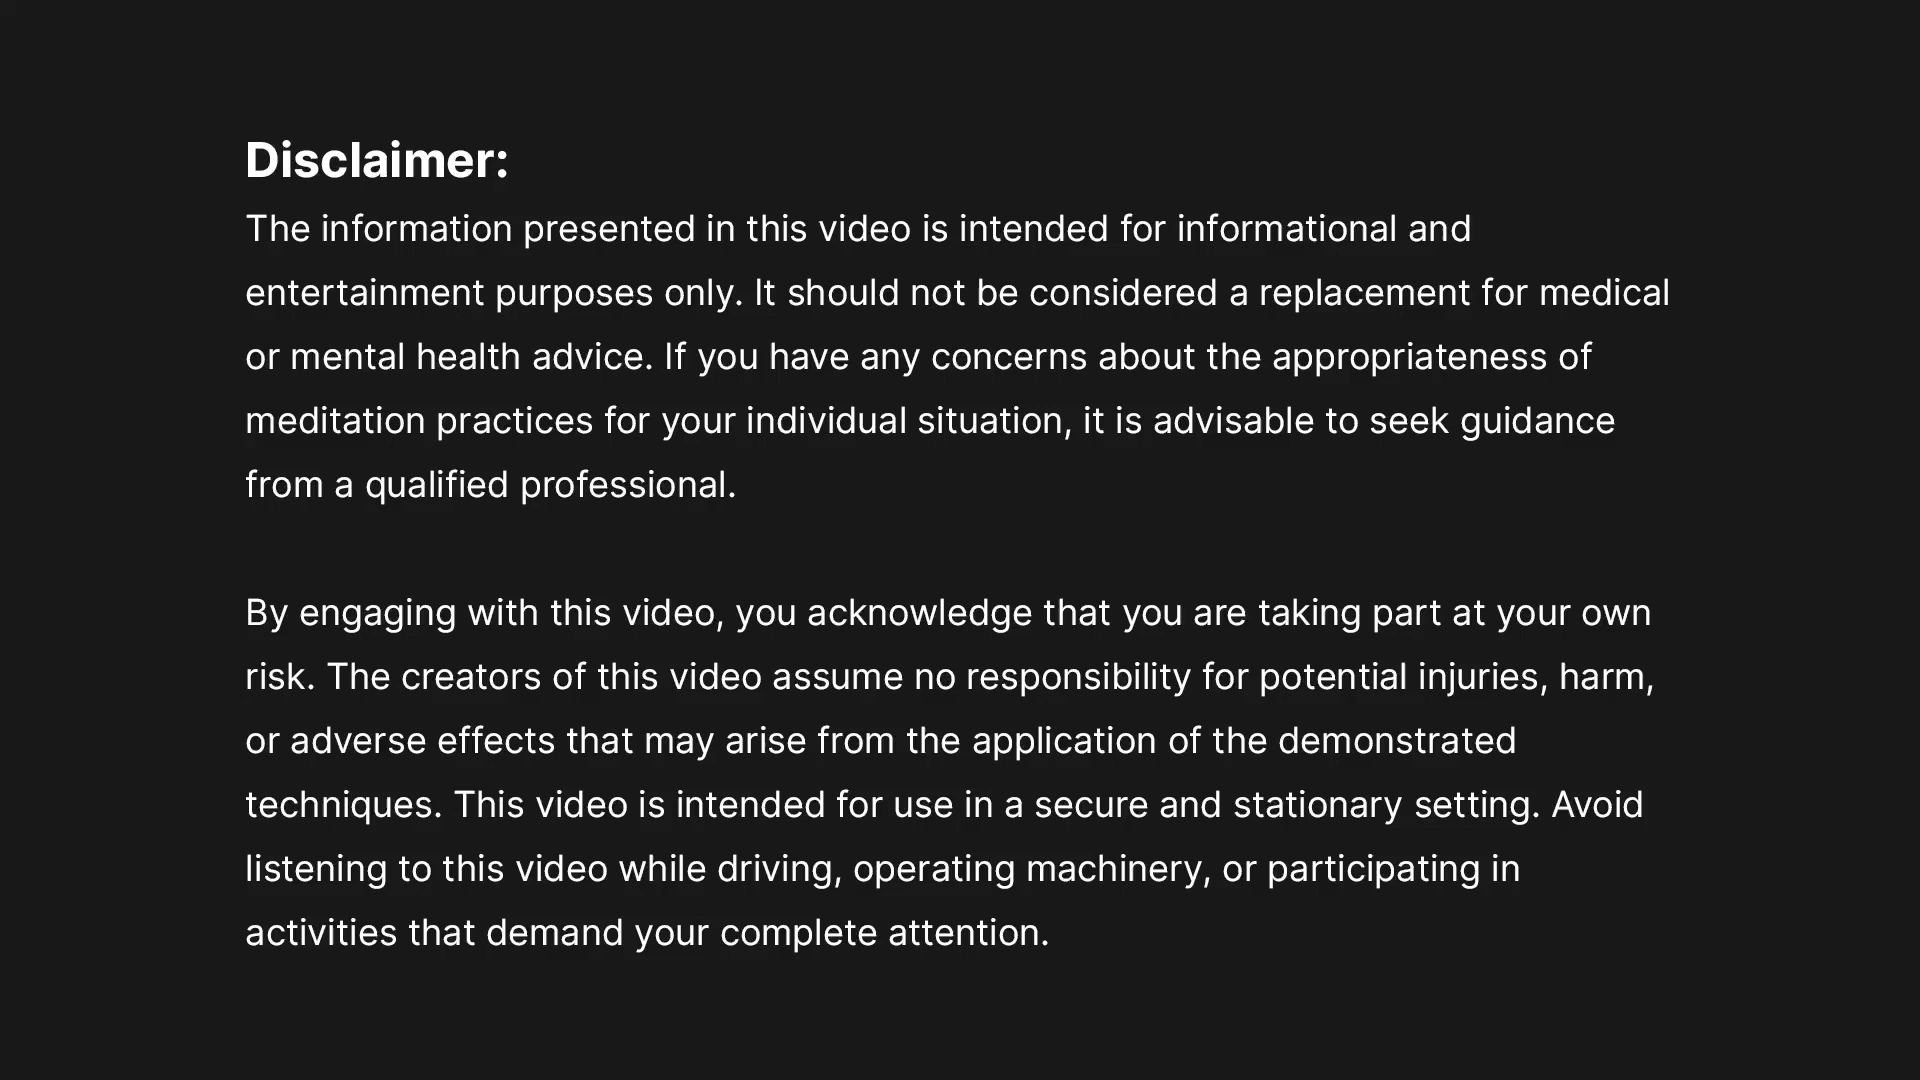 Disclaimer:
The information presented in this video is intended for informational and
entertainment purposes only. It should not be considered a replacement for medical
or mental health advice. If you have any concerns about the appropriateness of
meditation practices for your individual situation, it is advisable to seek guidance
from a qualified professional.
By engaging with this video, you acknowledge that you are taking part at your own
risk. The creators of this video assume no responsibility for potential injuries, harm,
or adverse effects that may arise from the application of the demonstrated
techniques. This video is intended for use in a secure and stationary setting. Avoid
listening to this video while driving, operating machinery, or participating in
activities that demand your complete attention.